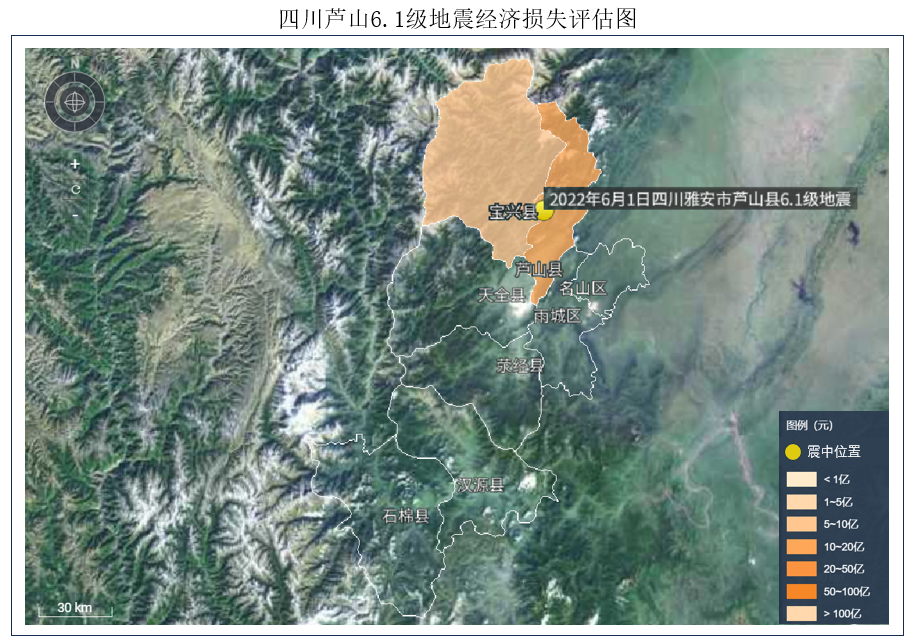 四川芦山6.1级地震经济损失评估图
N
+
-
2022年6月1日四川雅安市芦山县6.1级地震
宝兴县
芦山县
天全县
名山区
雨城区
荥经县
汉源县
石棉县
图例（元）
震中位置
< 1亿
1~5亿
5~10亿
10~20亿
20~50亿
50~100亿
> 100亿
30 km